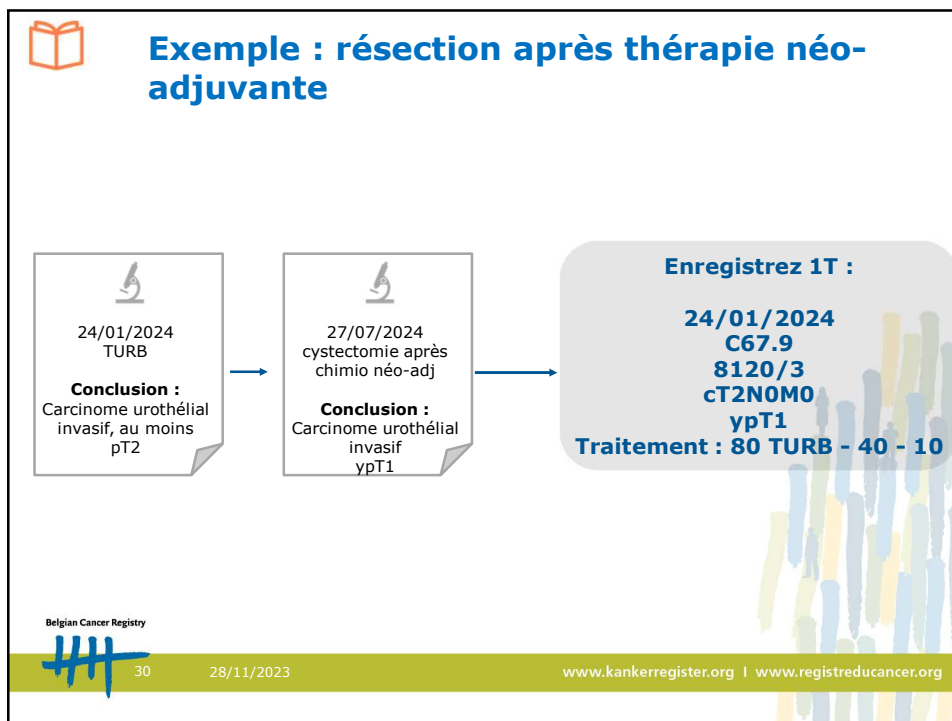 Exemple : résection après thérapie néo-
adjuvante
24/01/2024
TURB
Conclusion :
Carcinome urothélial
invasif, au moins
pT2
27/07/2024
cystectomie après
chimio néo-adj
Conclusion :
Carcinome urothélial
invasif
ypT1
Enregistrez 1T :
24/01/2024
C67.9
8120/3
cT2N0M0
ypT1
Traitement : 80 TURB - 40 - 10
Belgian Cancer Registry
30
28/11/2023
www.kankerregister.org I www.registreducancer.org